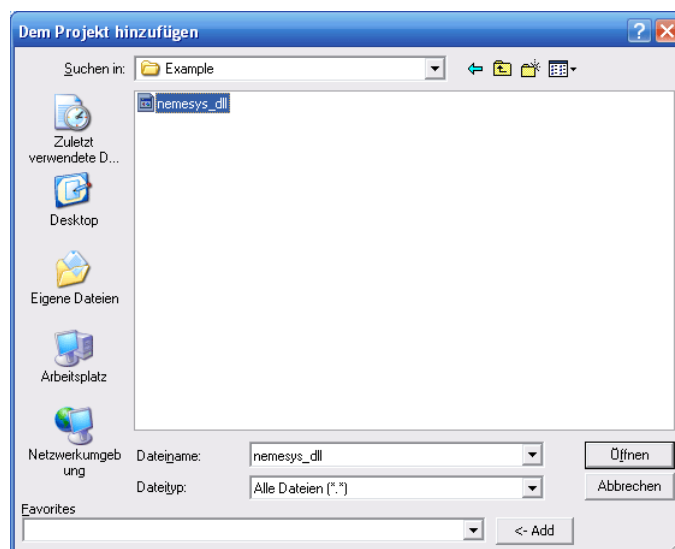 Dem Projekt hinzufügen
Suchen in:
Example
nemesys_dll
Zuletzt
verwendete D...
Desktop
Eigene Dateien
Arbeitsplatz
Netzwerkumgeb
ung
Dateiname:
nemesys_dll
Öffnen
Dateityp:
Alle Dateien (*.*)
Abbrechen
Favorites
<- Add